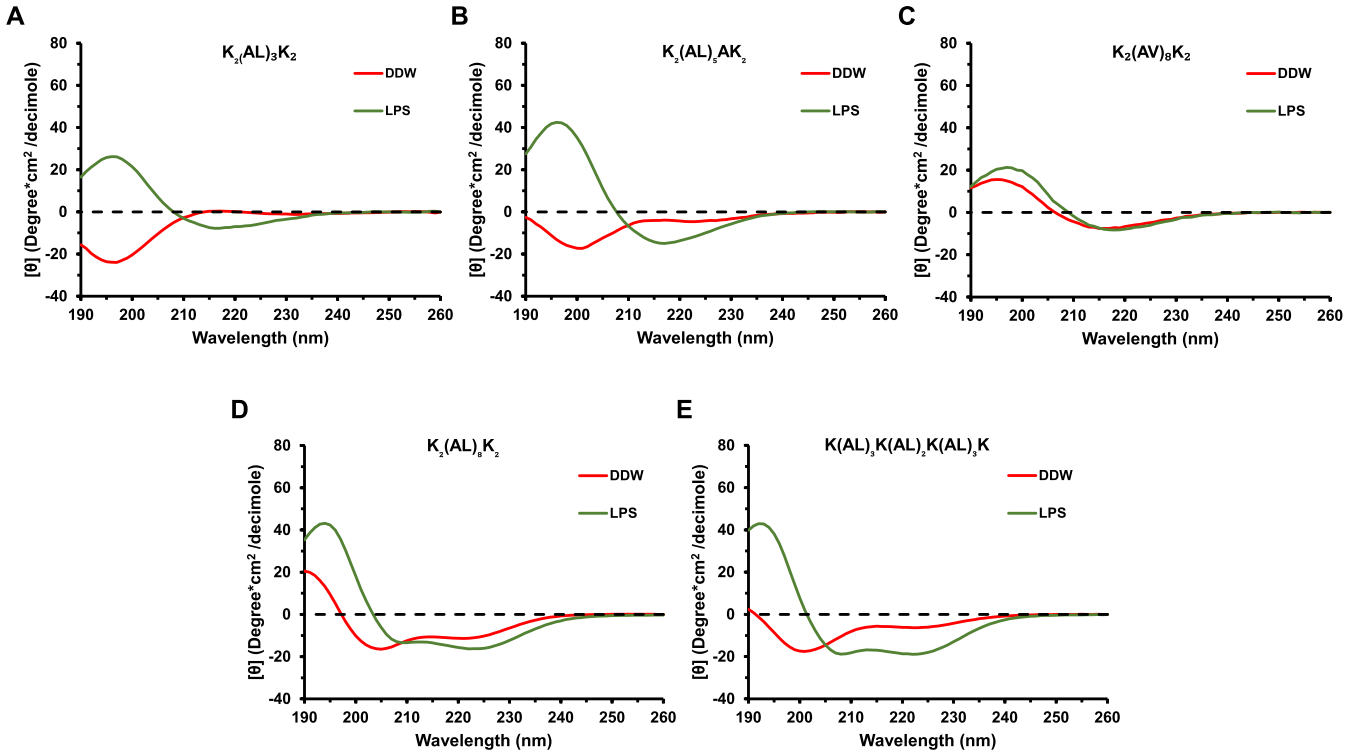 A
K₂(AL)₃K₂
DDW
LPS
[θ] (Degree*cm² /decimole)
80
60
40
20
0
-20
-40
190 200 210 220 230 240 250 260
Wavelength (nm)
B
K₂(AL)₅AK₂
DDW
LPS
[θ] (Degree*cm² /decimole)
80
60
40
20
0
-20
-40
190 200 210 220 230 240 250 260
Wavelength (nm)
C
K₂(AV)₈K₂
DDW
LPS
[θ] (Degree*cm² /decimole)
80
60
40
20
0
-20
-40
190 200 210 220 230 240 250 260
Wavelength (nm)
D
K₂(AL)₈K₂
DDW
LPS
[θ] (Degree*cm² /decimole)
80
60
40
20
0
-20
-40
190 200 210 220 230 240 250 260
Wavelength (nm)
E
K(AL)₃K(AL)₂K(AL)₃K
DDW
LPS
[θ] (Degree*cm² /decimole)
80
60
40
20
0
-20
-40
190 200 210 220 230 240 250 260
Wavelength (nm)